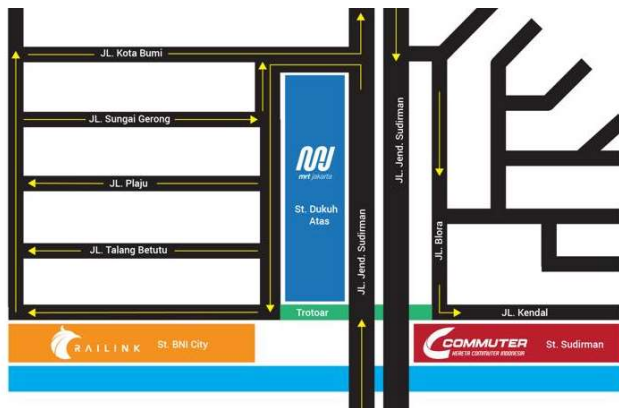 JL. Kota Bumi
JL. Sungai Gerong
JL. Plaju
JL. Talang Betutu
mrt jakarta
St. Dukuh
Atas
JL. Jend. Sudirman
JL. Jend. Sudirman
JL. Blora
Trotoar
JL. Kendal
RAILINK
St. BNI City
COMMUTER
KERETA COMMUTER INDONESIA
St. Sudirman